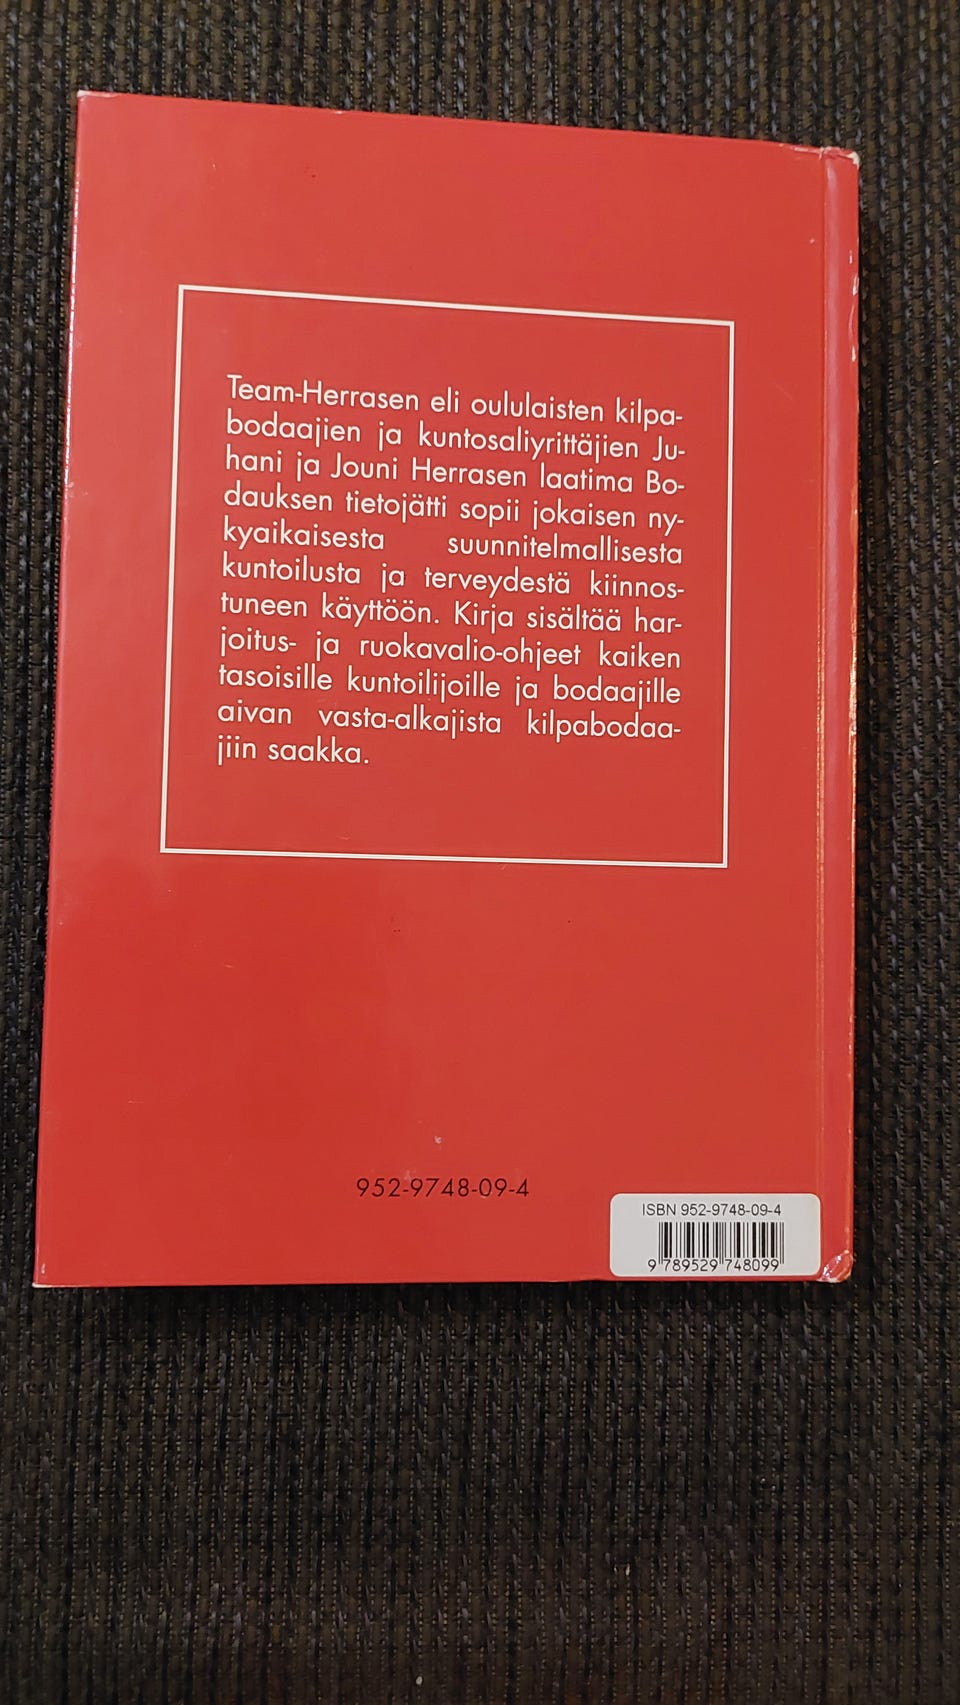 Team-Herrasen eli oululaisten kilpa-
bodaajien ja kuntosaliyrittäjien Ju-
hani ja Jouni Herrasen laatima Bo-
dauksen tietojätti sopii jokaisen ny-
kyaikaisesta suunnitelmallisesta
kuntoilusta ja terveydestä kiinnos-
tuneen käyttöön. Kirja sisältää har-
joitus- ja ruokavalio-ohjeet kaiken
tasoisille kuntoilijoille ja bodaajille
aivan vasta-alkajista kilpabodaa-
jiin saakka.
952-9748-09-4
ISBN 952-9748-09-4
9 789529 748099